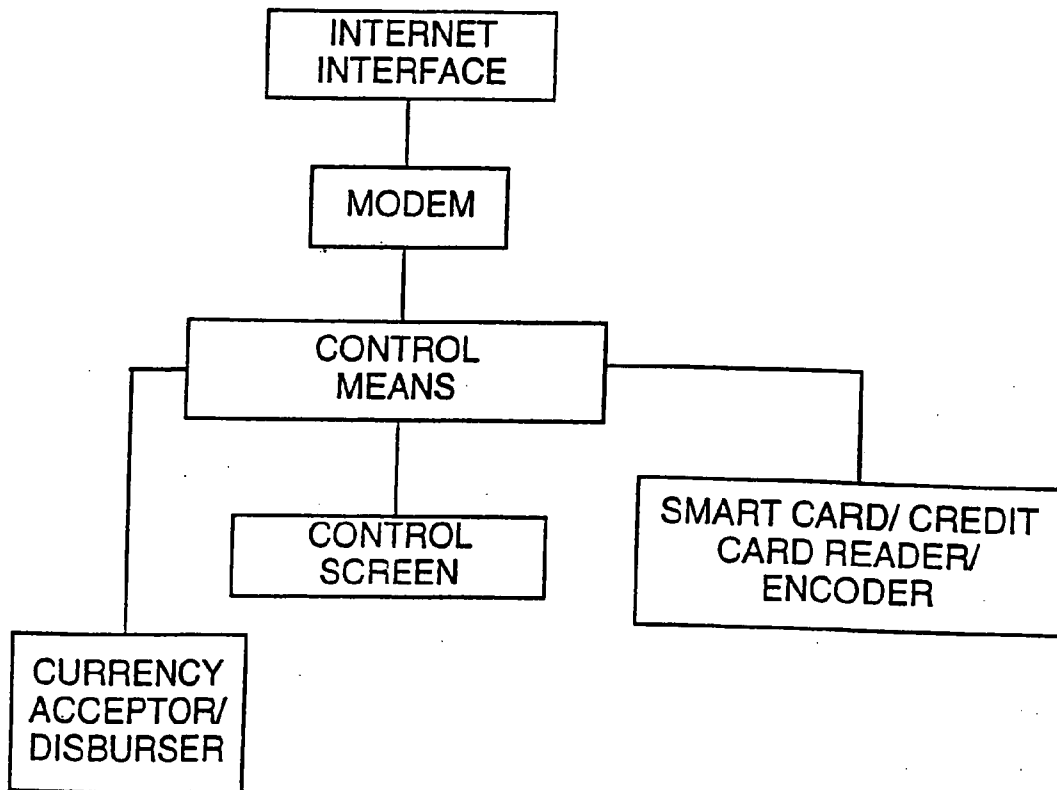 INTERNET
INTERFACE
MODEM
CONTROL
MEANS
CONTROL
SCREEN
SMART CARD/ CREDIT
CARD READER/
ENCODER
CURRENCY
ACCEPTOR/
DISBURSER